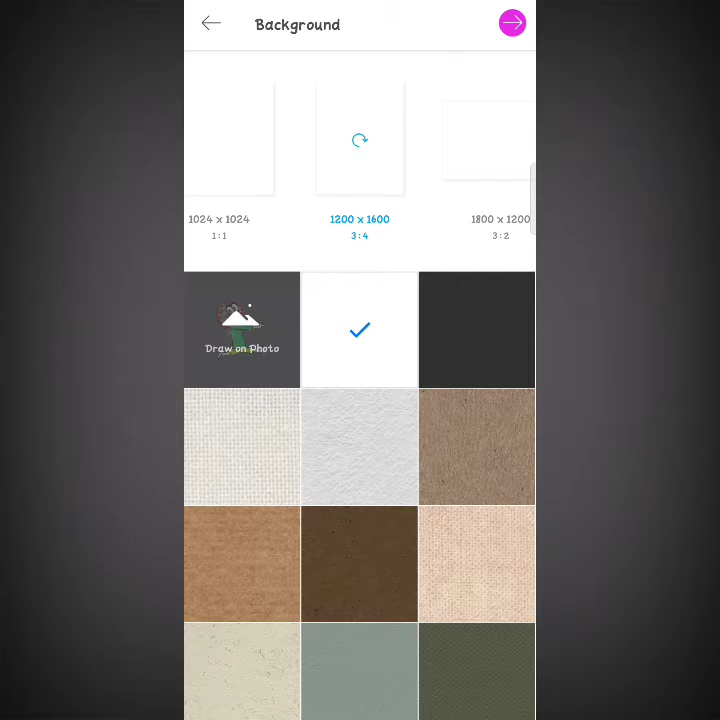 Background
1024 x 1024
1:1
1200 x 1600
3:4
1800 x 1200
3:2
Draw on Photo